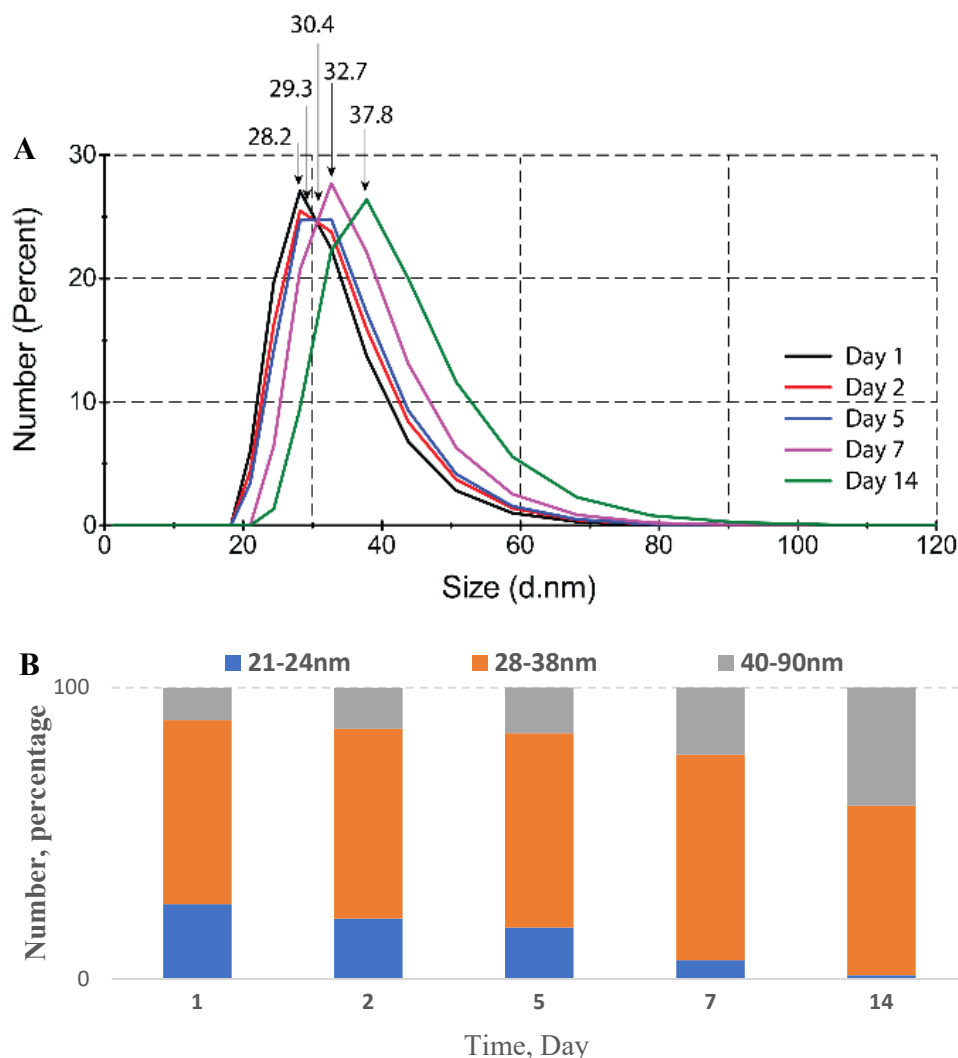 30.4
29.3 32.7
28.2 37.8
A
30
20
10
0
Number (Percent)
Day 1
Day 2
Day 5
Day 7
Day 14
0 20 40 60 80 100 120
Size (d.nm)
B
21-24nm 28-38nm 40-90nm
100
0
Number, percentage
1 2 5 7 14
Time, Day